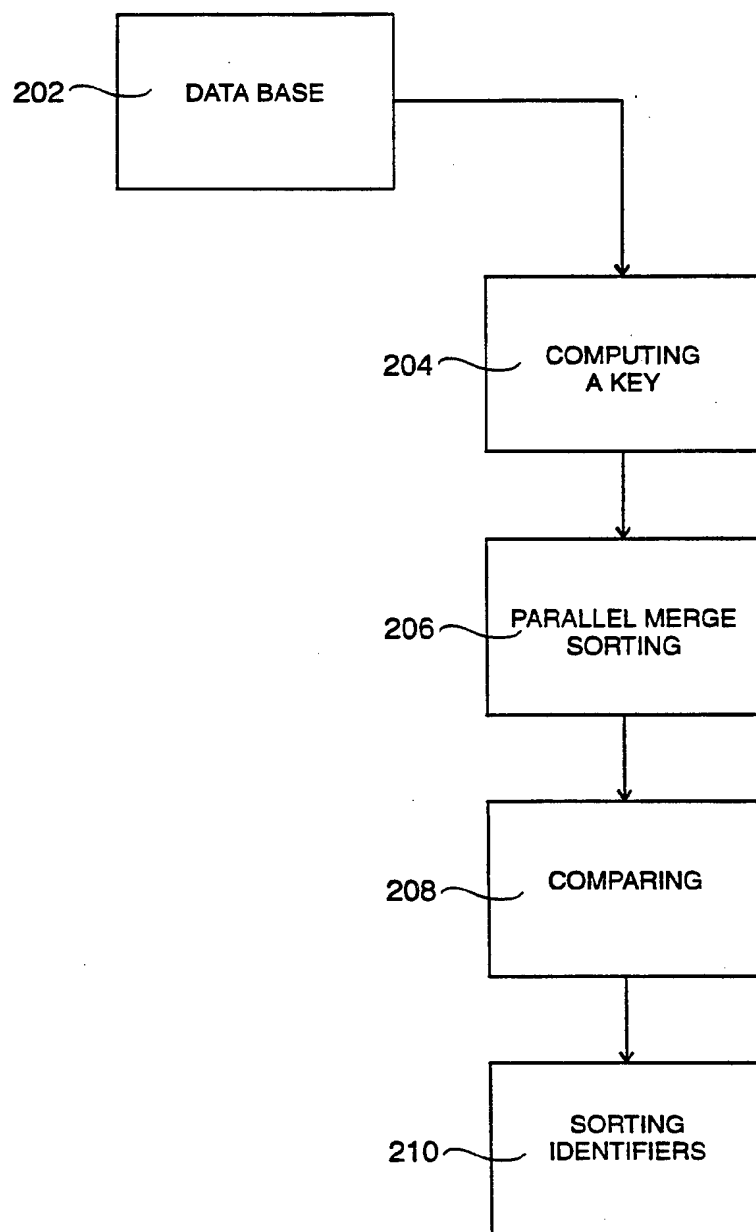 202
DATA BASE
204
COMPUTING
A KEY
206
PARALLEL MERGE
SORTING
208
COMPARING
210
SORTING
IDENTIFIERS